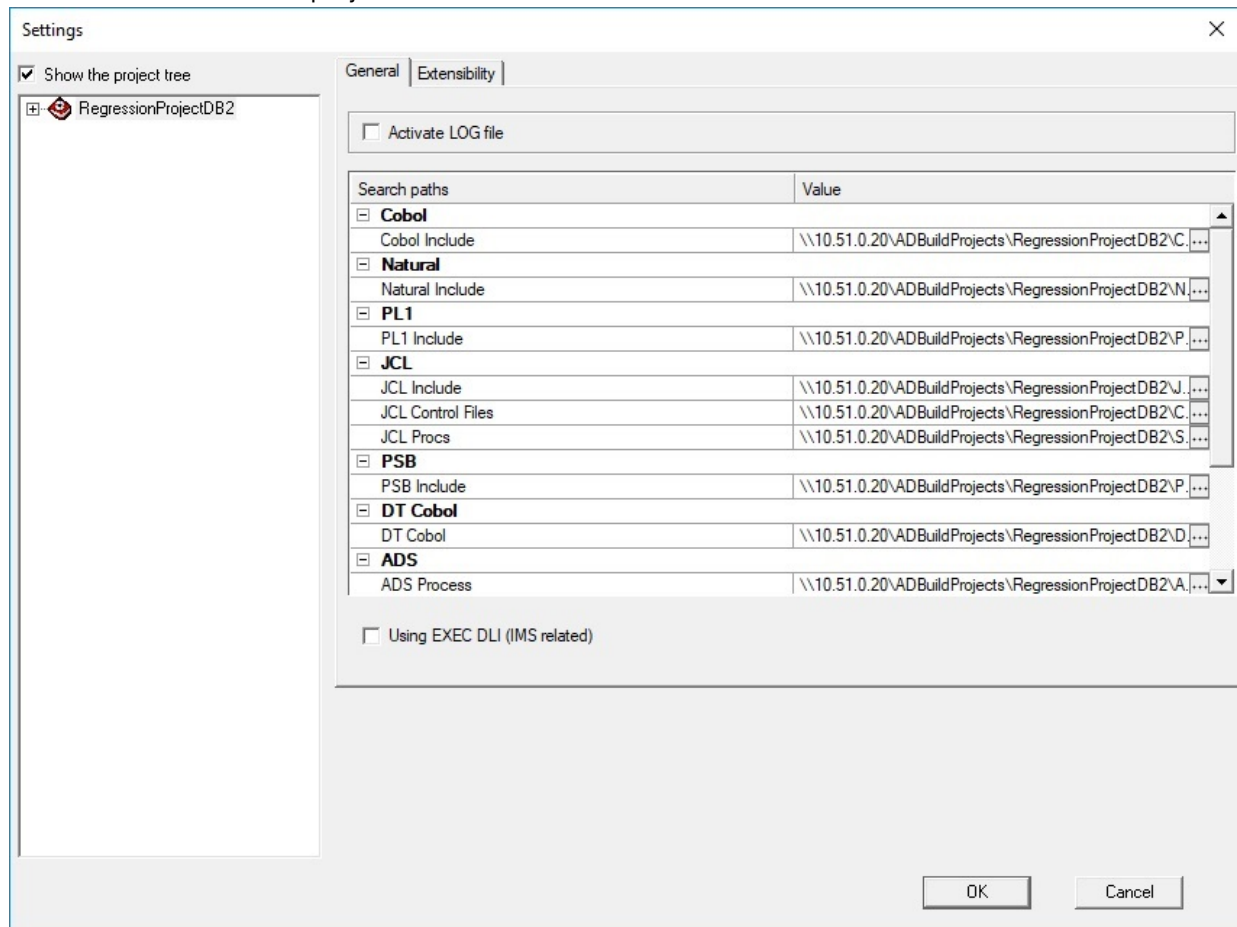 Settings
Show the project tree
General Extensibility
RegressionProjectDB2
Activate LOG file
Search paths Value
Cobol
Cobol Include \\10.51.0.20\ADBuildProjects\RegressionProjectDB2\C. ...
Natural
Natural Include \\10.51.0.20\ADBuildProjects\RegressionProjectDB2\N. ...
PL1
PL1 Include \\10.51.0.20\ADBuildProjects\RegressionProjectDB2\P. ...
JCL
JCL Include \\10.51.0.20\ADBuildProjects\RegressionProjectDB2\J.. ...
JCL Control Files \\10.51.0.20\ADBuildProjects\RegressionProjectDB2\C. ...
JCL Procs \\10.51.0.20\ADBuildProjects\RegressionProjectDB2\S. ...
PSB
PSB Include \\10.51.0.20\ADBuildProjects\RegressionProjectDB2\P. ...
DT Cobol
DT Cobol \\10.51.0.20\ADBuildProjects\RegressionProjectDB2\D. ...
ADS
ADS Process \\10.51.0.20\ADBuildProjects\RegressionProjectDB2\A. ...
Using EXEC DLI (IMS related)
OK Cancel